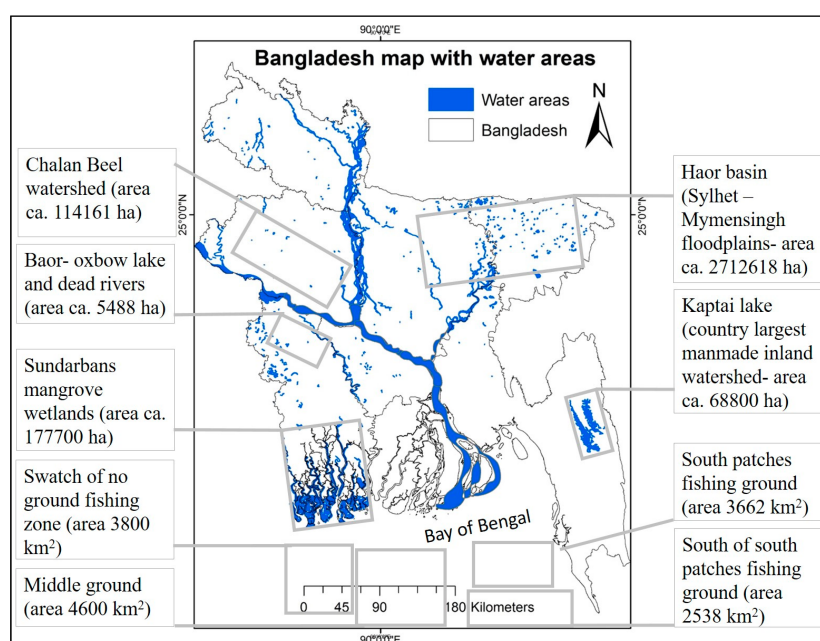 90°0'0"E
Bangladesh map with water areas
Water areas
Bangladesh
N
25°0'0"N
25°0'0"N
Chalan Beel
watershed (area
ca. 114161 ha)
Baor- oxbow lake
and dead rivers
(area ca. 5488 ha)
Sundarbans
mangrove
wetlands (area ca.
177700 ha)
Swatch of no
ground fishing
zone (area 3800
km²)
Middle ground
(area 4600 km²)
Haor basin
(Sylhet –
Mymensingh
floodplains- area
ca. 2712618 ha)
Kaptai lake
(country largest
manmade inland
watershed- area
ca. 68800 ha)
South patches
fishing ground
(area 3662 km²)
South of south
patches fishing
ground (area
2538 km²)
Bay of Bengal
0 45 90 180 Kilometers
90°0'0"E